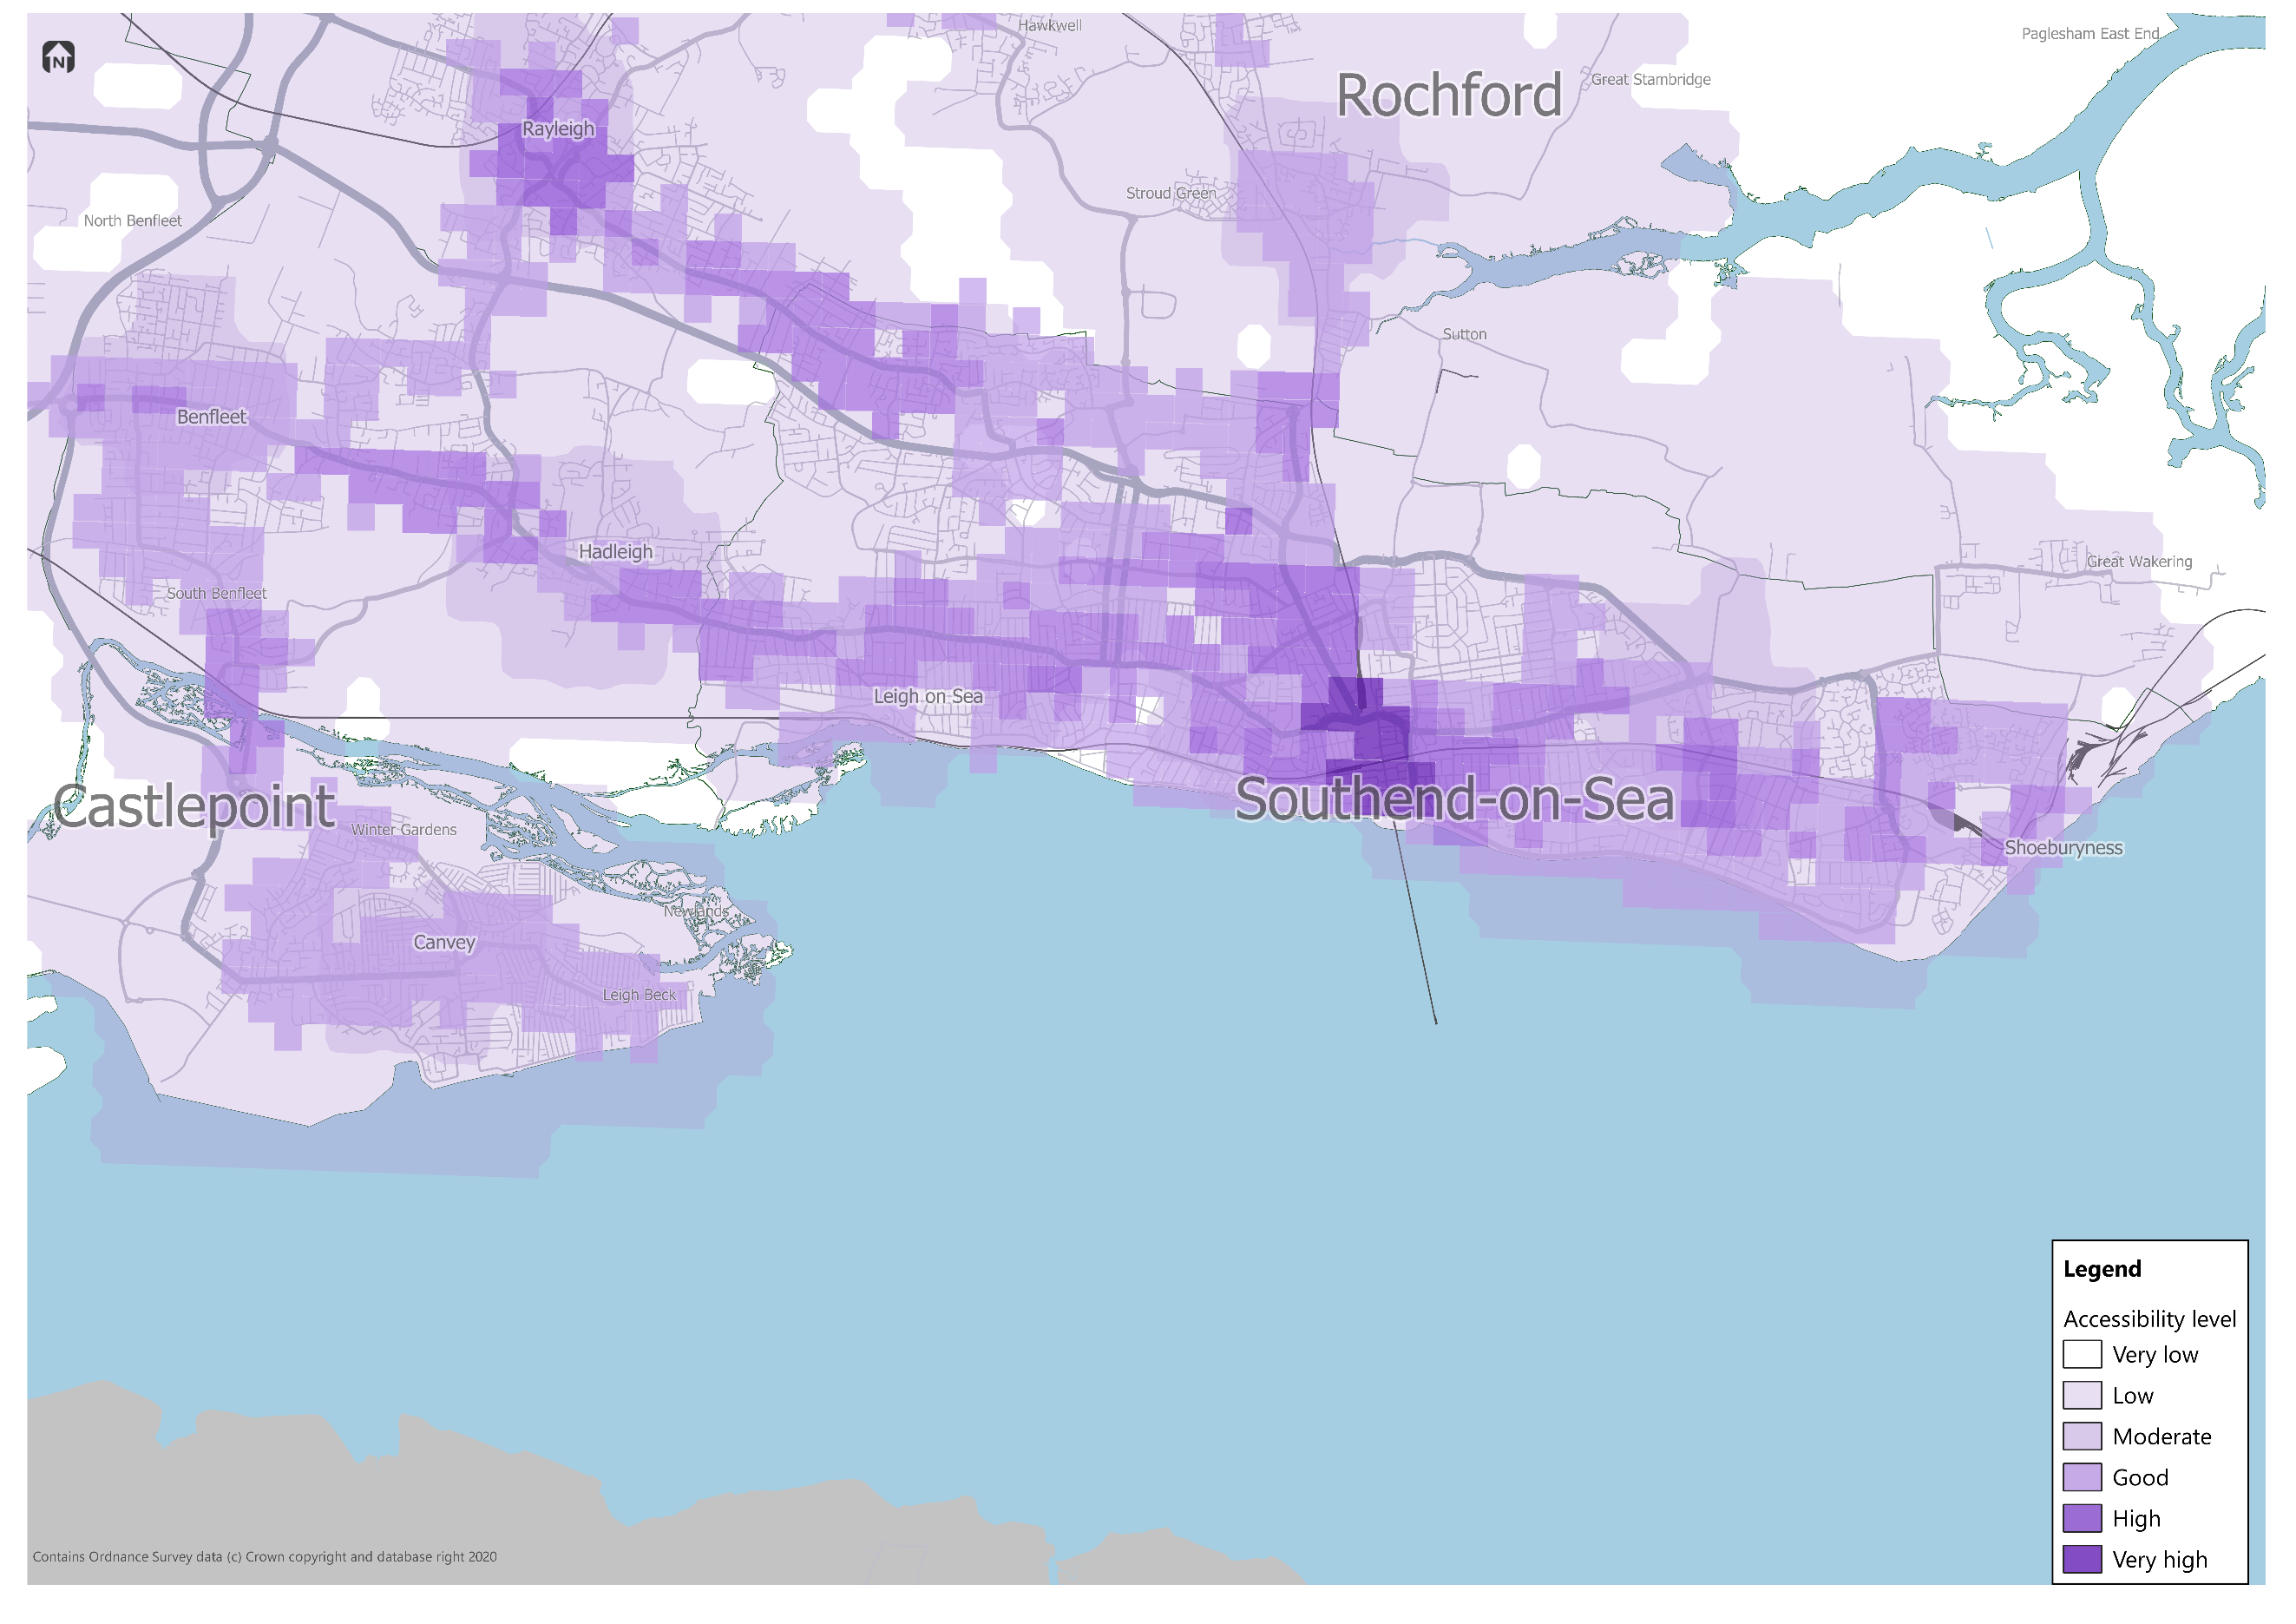 Hawkwell
Paglesham East End
N
Rochford
Great Stambridge
Rayleigh
Stroud Green
North Benfleet
Sutton
Benfleet
Hadleigh
Great Wakering
South Benfleet
Leigh on Sea
Castlepoint
Southend-on-Sea
Winter Gardens
Shoeburyness
Newlands
Canvey
Leigh Beck
Legend
Accessibility level
Very low
Low
Moderate
Good
High
Very high
Contains Ordnance Survey data (c) Crown copyright and database right 2020